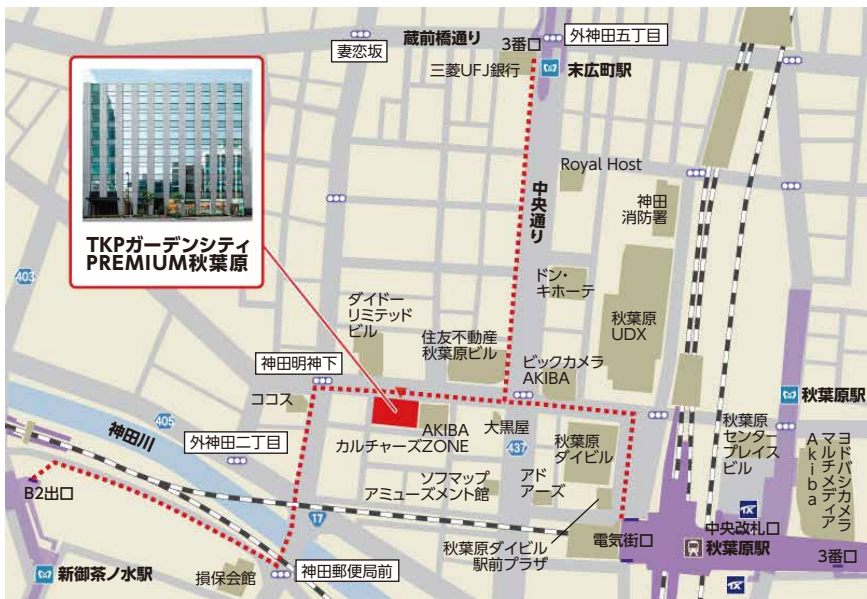 蔵前橋通り
3番口
外神田五丁目
妻恋坂
三菱UFJ銀行
末広町駅
Royal Host
中央通り
神田
消防署
TKPガーデンシティ
PREMIUM秋葉原
403
ドン・
キホーテ
ダイドー
リミテッド
ビル
住友不動産
秋葉原ビル
秋葉原
UDX
神田明神下
ビックカメラ
AKIBA
秋葉原駅
ココス
405
神田川
外神田二丁目
AKIBA
カルチャーズZONE
大黒屋
437
秋葉原
ダイビル
秋葉原
センター
プレイス
ビル
ヨドバシカメラ
マルチメディア
Akiba
ソフマップ
アミューズメント館
アド
アーズ
B2出口
17
TX
中央改札口
秋葉原ダイビル
駅前プラザ
電気街口
秋葉原駅
3番口
新御茶ノ水駅
損保会館
神田郵便局前
TX